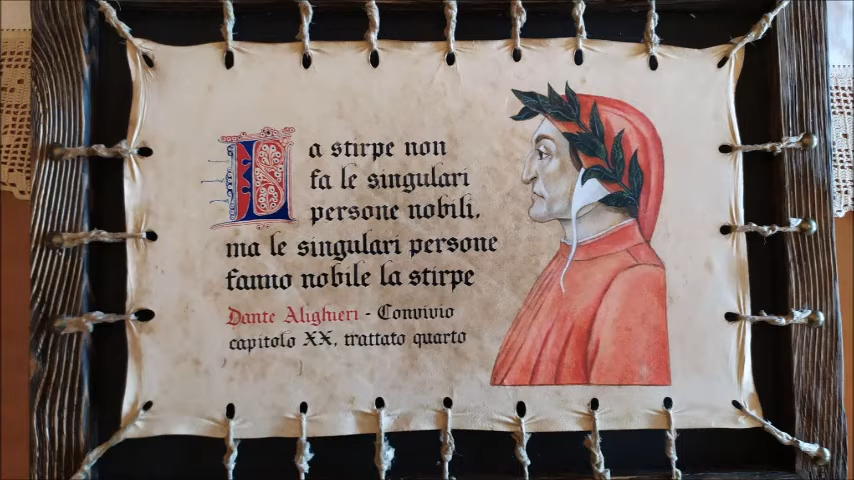 La stirpe non
fa le singulari
persone nobili,
ma le singulari persone
fanno nobile la stirpe
Dante Alighieri - Convivio
capitolo XX, trattato quarto